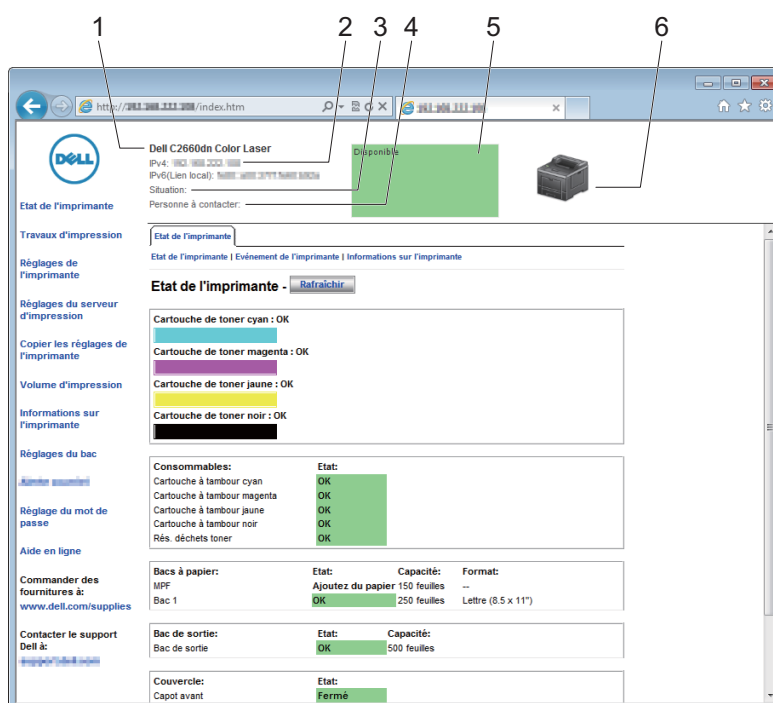 1 2 3 4 5 6
http:// /index.htm
DELL
Dell C2660dn Color Laser
IPv4:
IPv6(Lien local):
Situation:
Personne à contacter:
Disponible
Etat de l'imprimante
Travaux d'impression
Réglages de
l'imprimante
Réglages du serveur
d'impression
Copier les réglages de
l'imprimante
Volume d'impression
Informations sur
l'imprimante
Réglages du bac
Réglage du mot de
passe
Aide en ligne
Commander des
fournitures à:
www.dell.com/supplies
Contacter le support
Dell à:
Etat de l'imprimante
Etat de l'imprimante | Evénement de l'imprimante | Informations sur l'imprimante
Etat de l'imprimante - Rafraîchir
Cartouche de toner cyan : OK
Cartouche de toner magenta : OK
Cartouche de toner jaune : OK
Cartouche de toner noir : OK
Consommables: Etat:
Cartouche à tambour cyan OK
Cartouche à tambour magenta OK
Cartouche à tambour jaune OK
Cartouche à tambour noir OK
Rés. déchets toner OK
Bacs à papier: Etat: Capacité: Format:
MPF Ajoutez du papier 150 feuilles --
Bac 1 OK 250 feuilles Lettre (8.5 x 11")
Bac de sortie: Etat: Capacité:
Bac de sortie OK 500 feuilles
Couvercle: Etat:
Capot avant Fermé